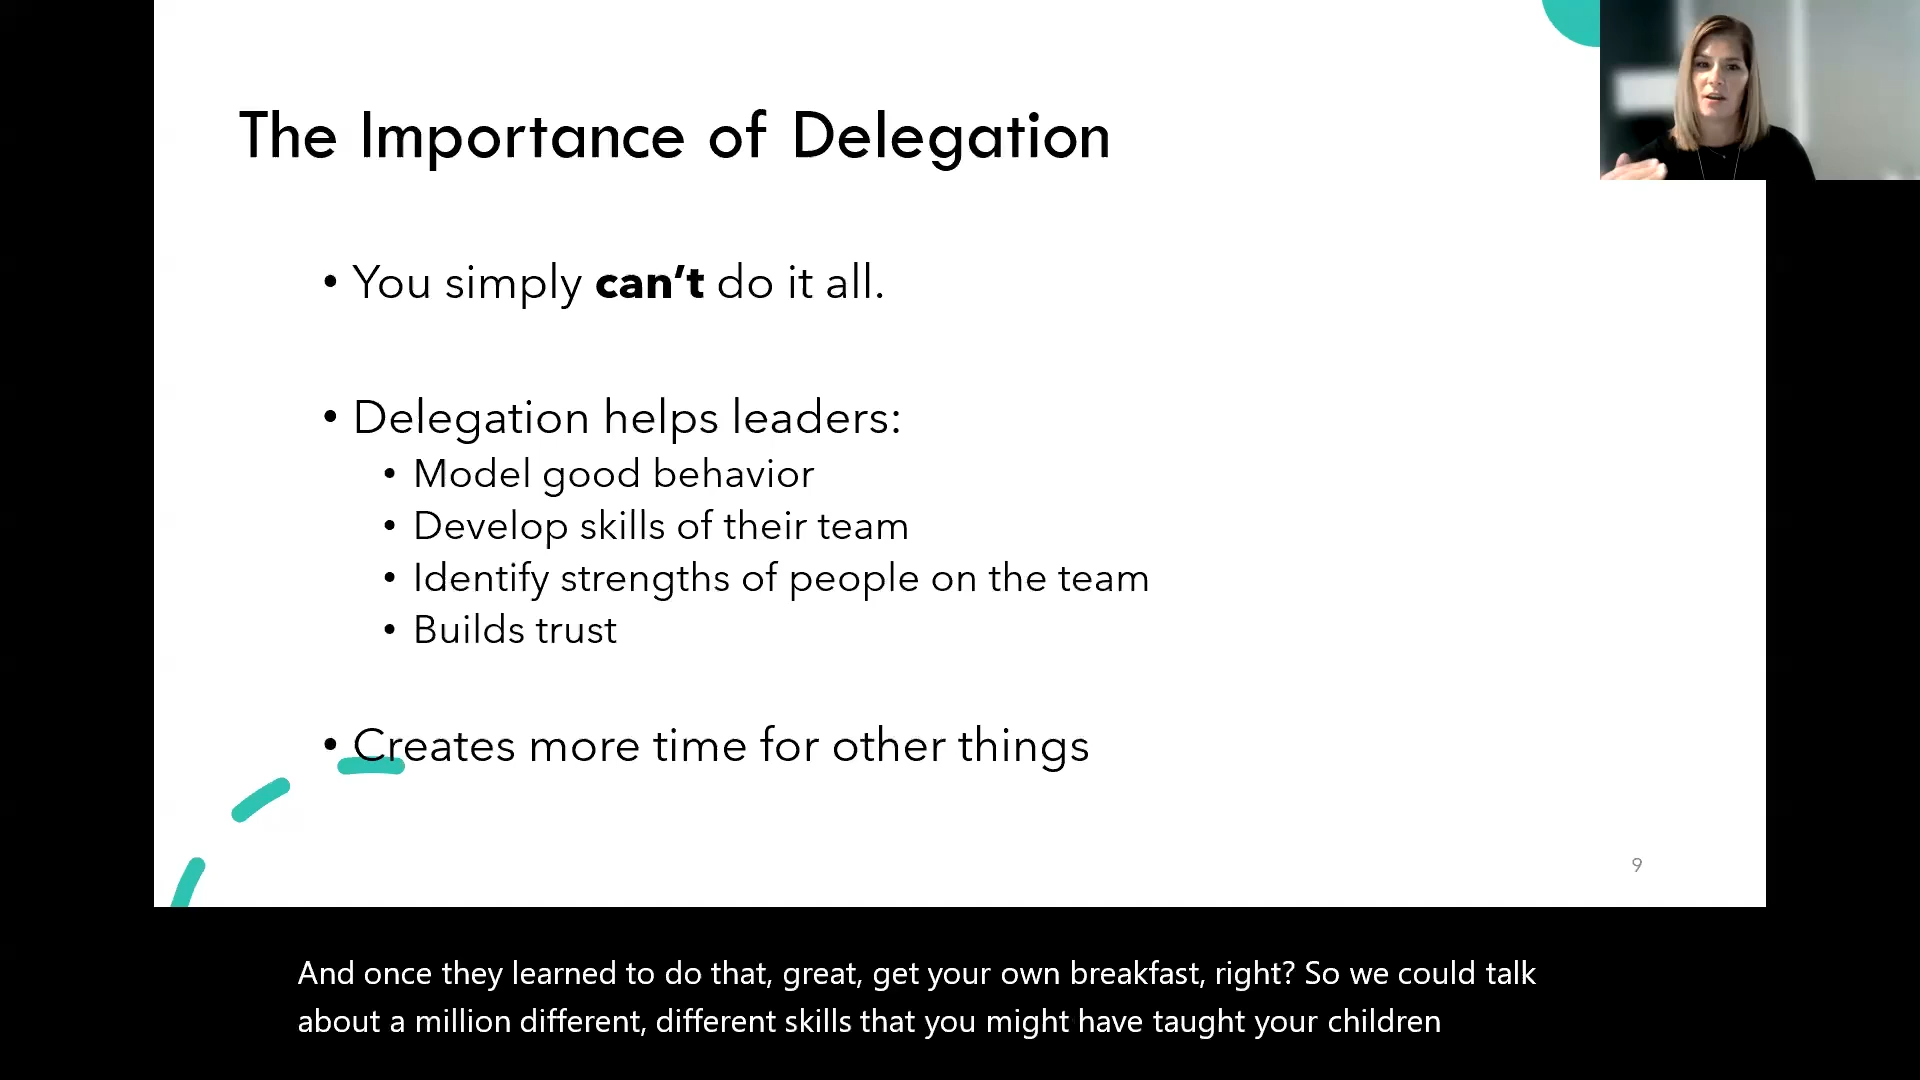 The Importance of Delegation
• You simply can't do it all.
• Delegation helps leaders:
• Model good behavior
• Develop skills of their team
• Identify strengths of people on the team
• Builds trust
• Creates more time for other things
9
And once they learned to do that, great, get your own breakfast, right? So we could talk
about a million different, different skills that you might have taught your children